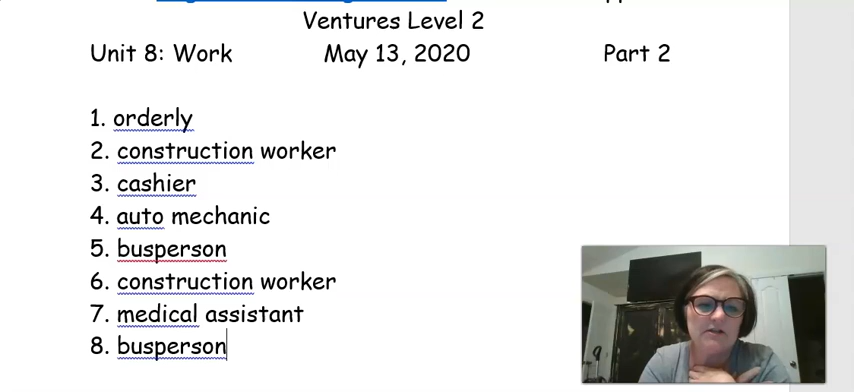 Ventures Level 2
Unit 8: Work May 13, 2020 Part 2
1. orderly
2. construction worker
3. cashier
4. auto mechanic
5. busperson
6. construction worker
7. medical assistant
8. busperson